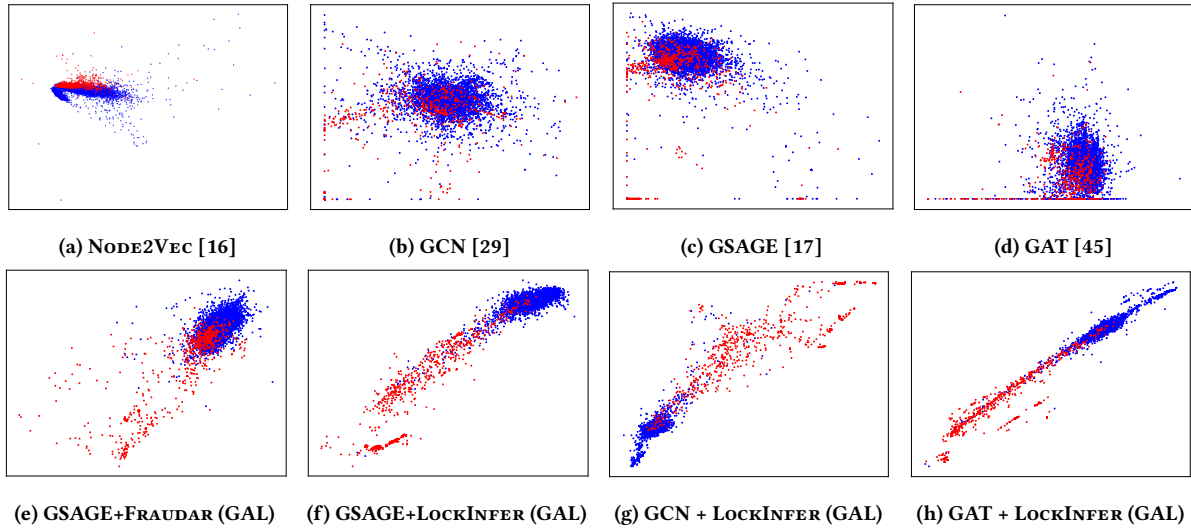 (a) NODE2VEC [16]
(b) GCN [29]
(c) GSAGE [17]
(d) GAT [45]
(e) GSAGE+FRAUDAR (GAL)
(f) GSAGE+LOCKINFER (GAL)
(g) GCN + LOCKINFER (GAL)
(h) GAT + LOCKINFER (GAL)